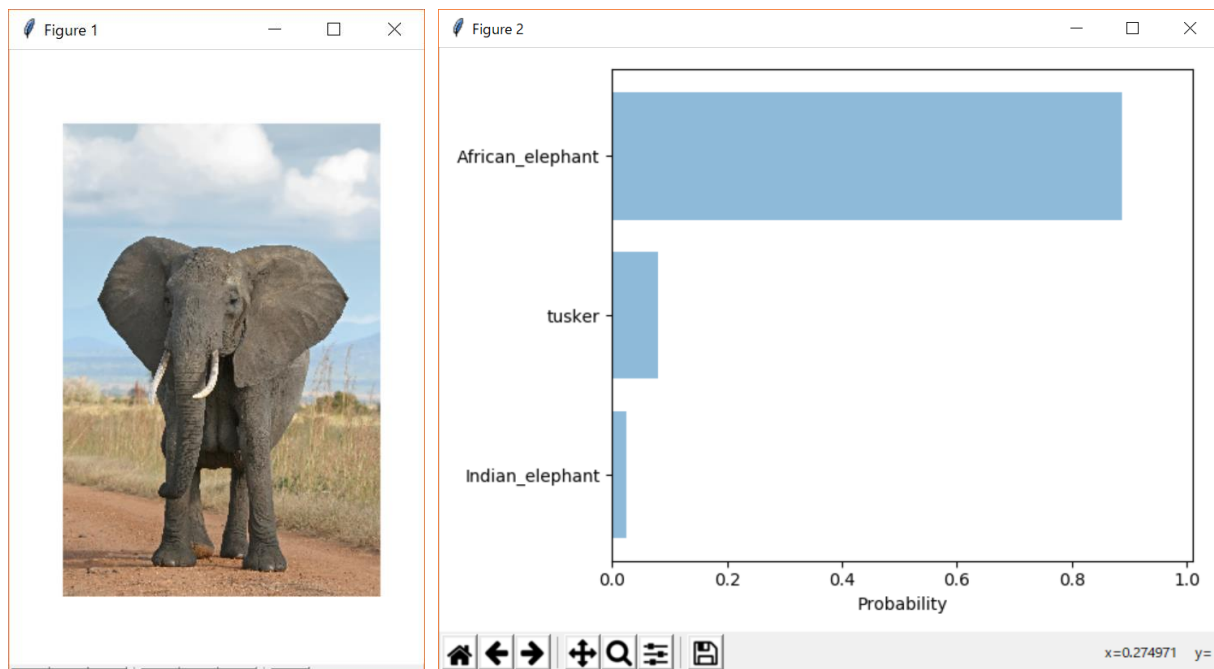 Figure 1
Figure 2
African_elephant
tusker
Indian_elephant
0.0 0.2 0.4 0.6 0.8 1.0
Probability
x=0.274971 y=